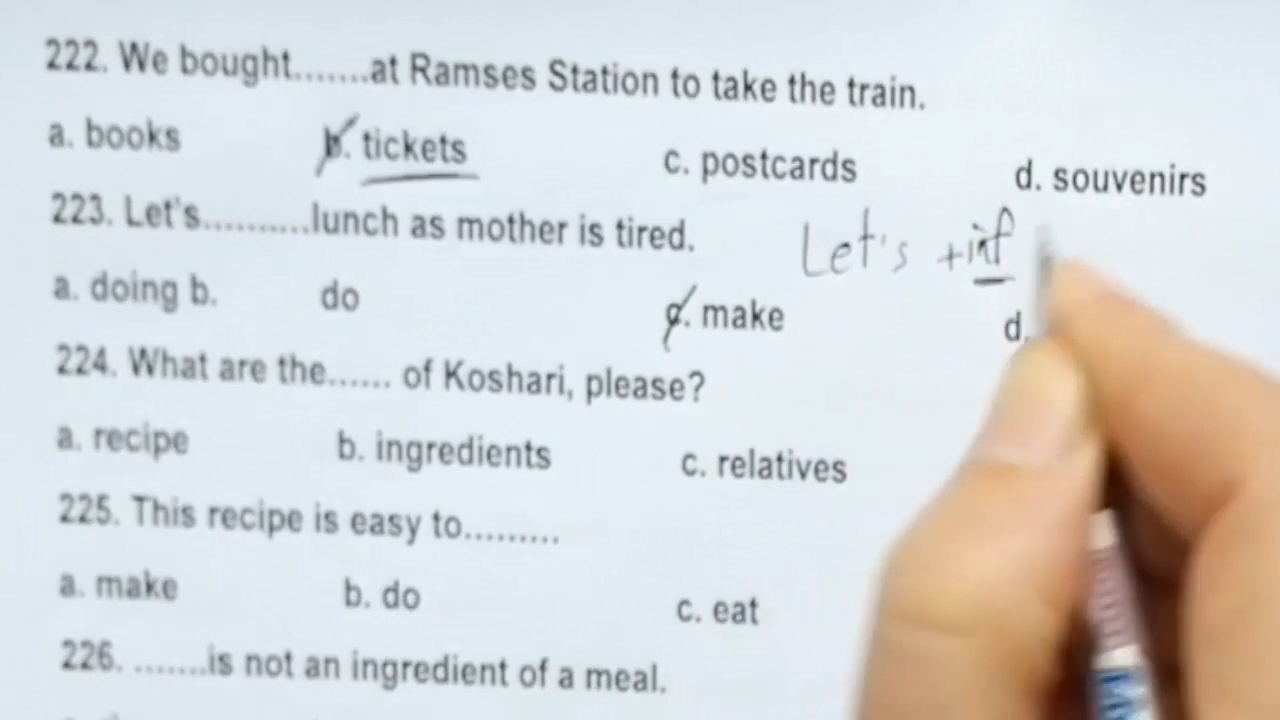 222. We bought.......at Ramses Station to take the train.
a. books b. tickets c. postcards d. souvenirs
223. Let's..........lunch as mother is tired.
Let's +inf
a. doing b. do c. make d.
224. What are the...... of Koshari, please?
a. recipe b. ingredients c. relatives
225. This recipe is easy to.........
a. make b. do c. eat
226. .......is not an ingredient of a meal.